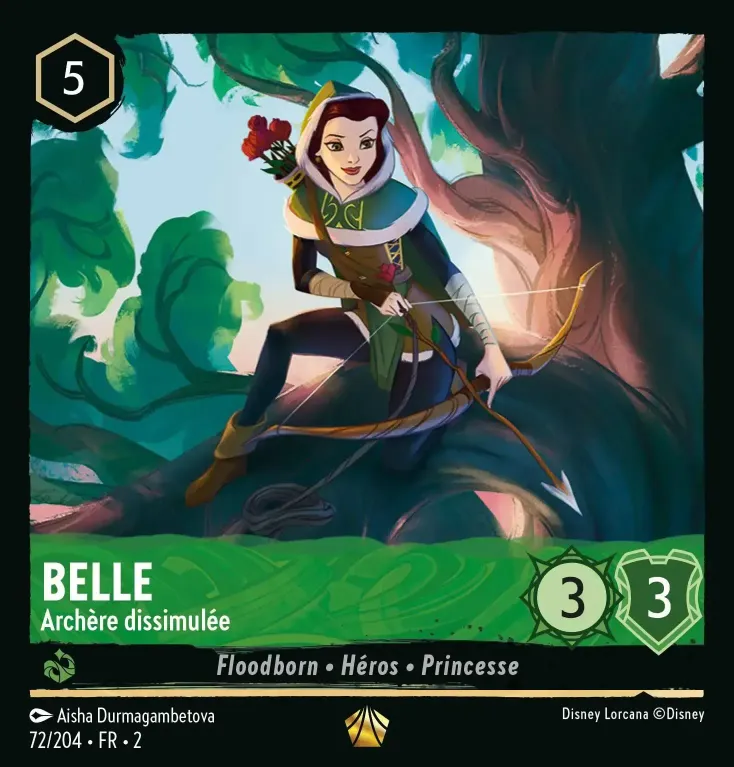 5
BELLE
Archère dissimulée
3
3
Floodborn • Héros • Princesse
Aisha Durmagambetova
Disney Lorcana ©Disney
72/204 • FR • 2